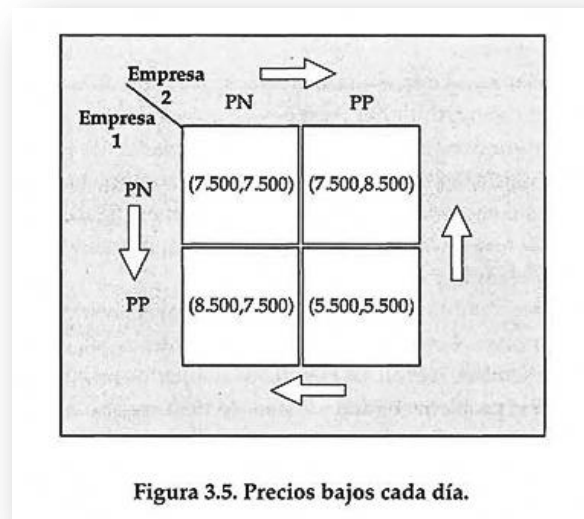 Empresa
2
Empresa
1
PN PP
PN (7.500,7.500) (7.500,8.500)
PP (8.500,7.500) (5.500,5.500)
Figura 3.5. Precios bajos cada día.